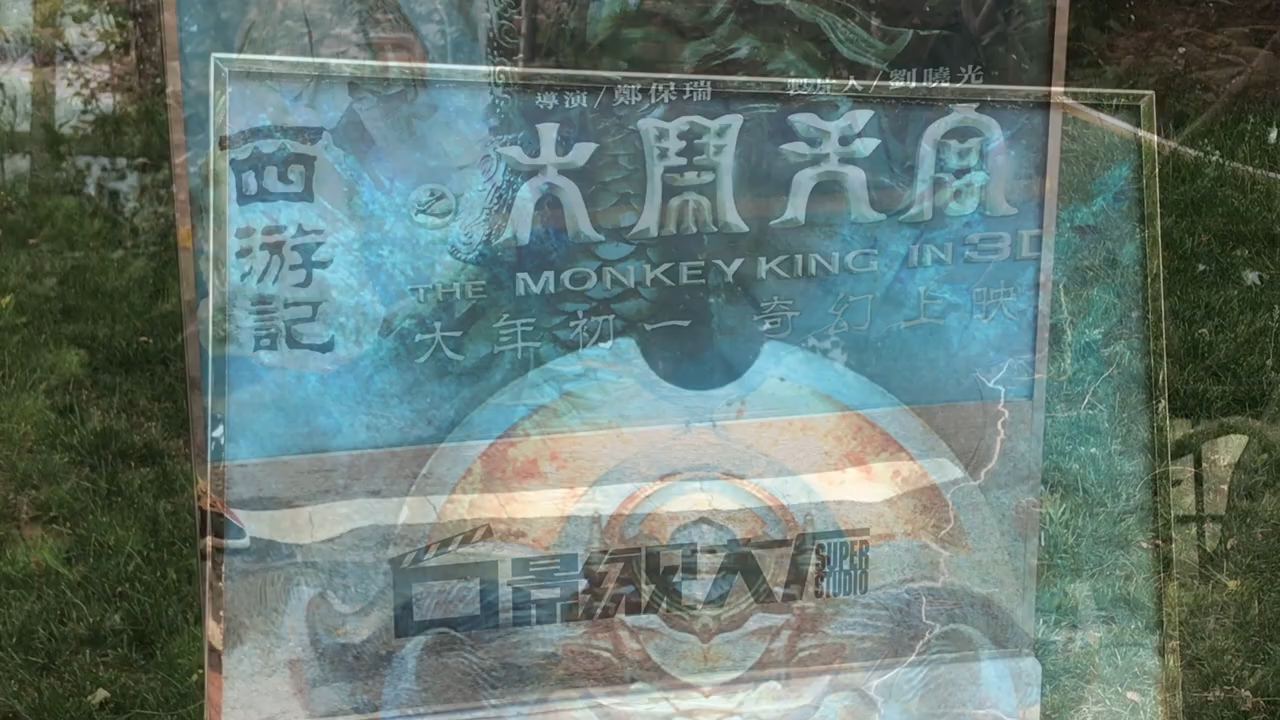 導演/鄭保瑞 製片人/劉曉光
西遊記
之
大鬧天宮
THE MONKEY KING IN 3D
大年初一 奇幻上映
SUPER STUDIO